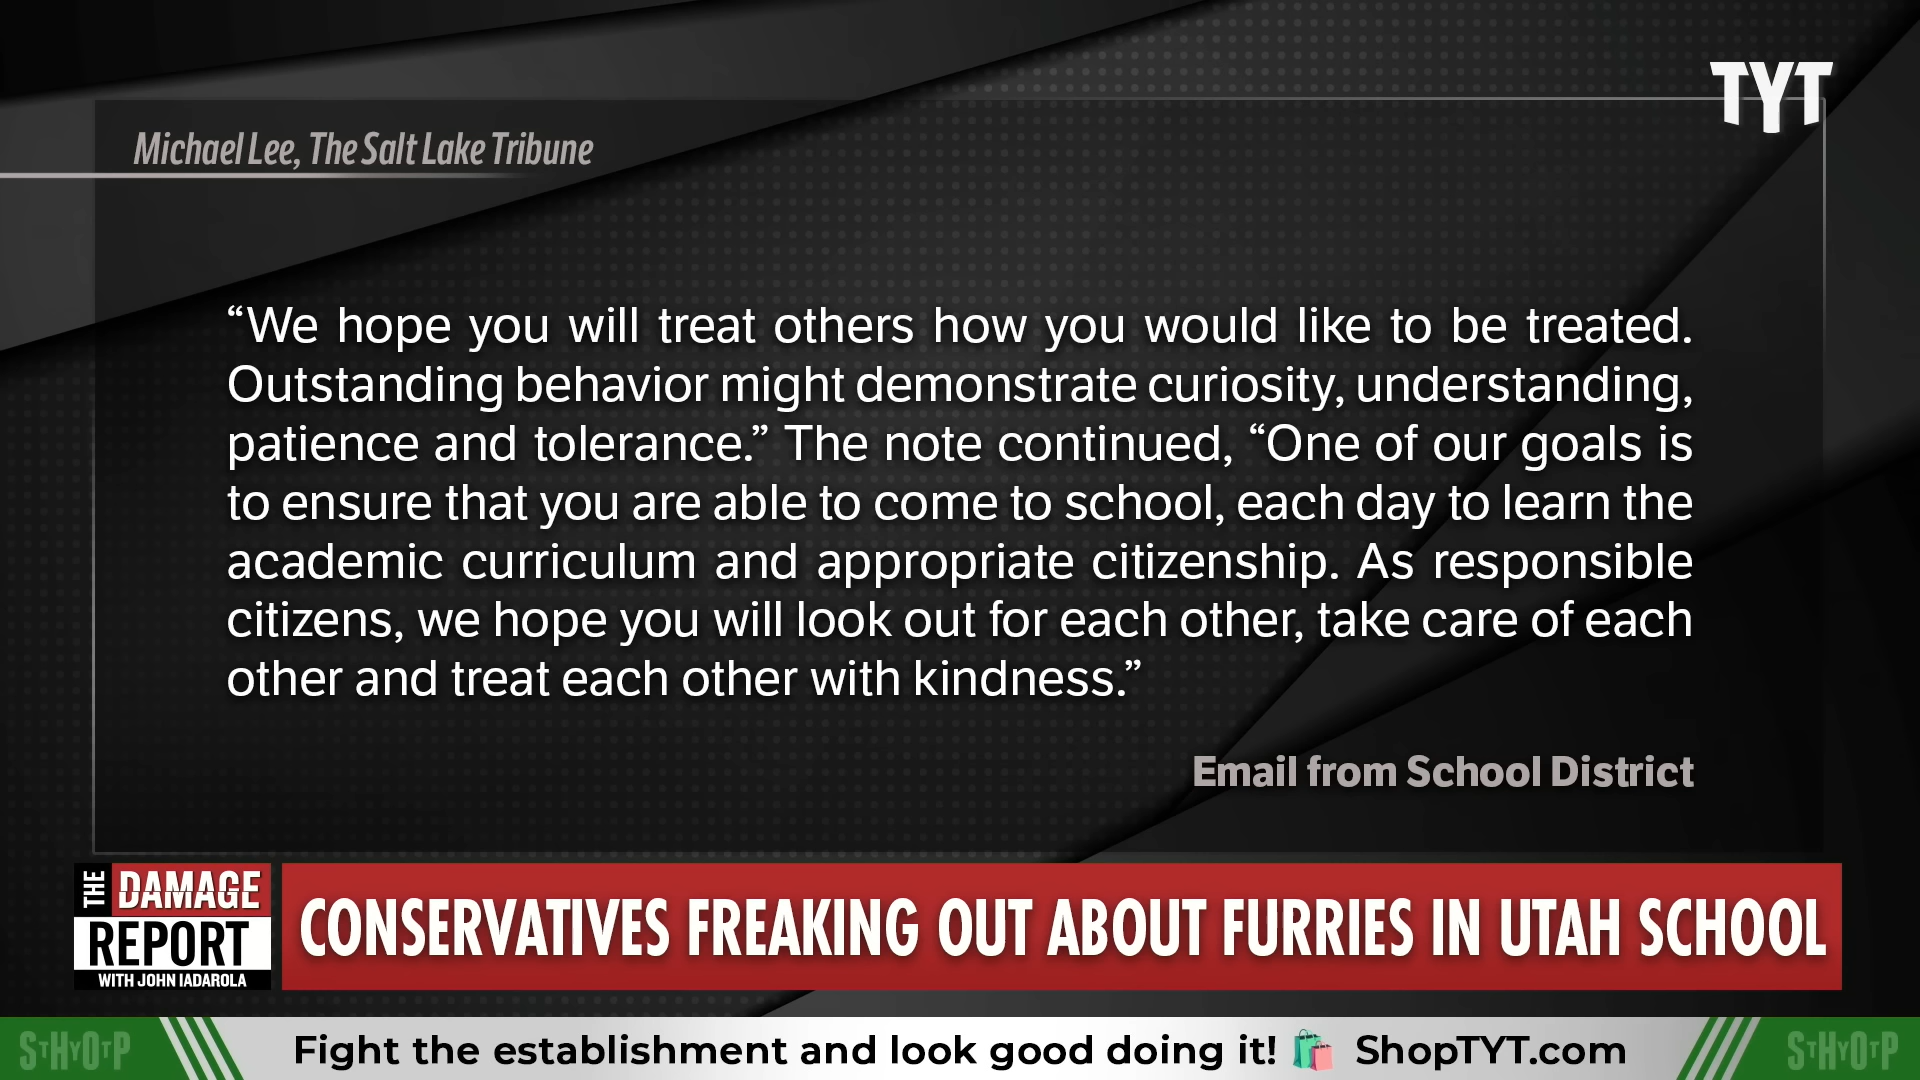 TYT
Michael Lee, The Salt Lake Tribune
“We hope you will treat others how you would like to be treated.
Outstanding behavior might demonstrate curiosity, understanding,
patience and tolerance.” The note continued, “One of our goals is
to ensure that you are able to come to school, each day to learn the
academic curriculum and appropriate citizenship. As responsible
citizens, we hope you will look out for each other, take care of each
other and treat each other with kindness.”
Email from School District
THE DAMAGE
REPORT
WITH JOHN IADAROLA
CONSERVATIVES FREAKING OUT ABOUT FURRIES IN UTAH SCHOOL
STHYOTP
Fight the establishment and look good doing it! ShopTYT.com
STHYOTP